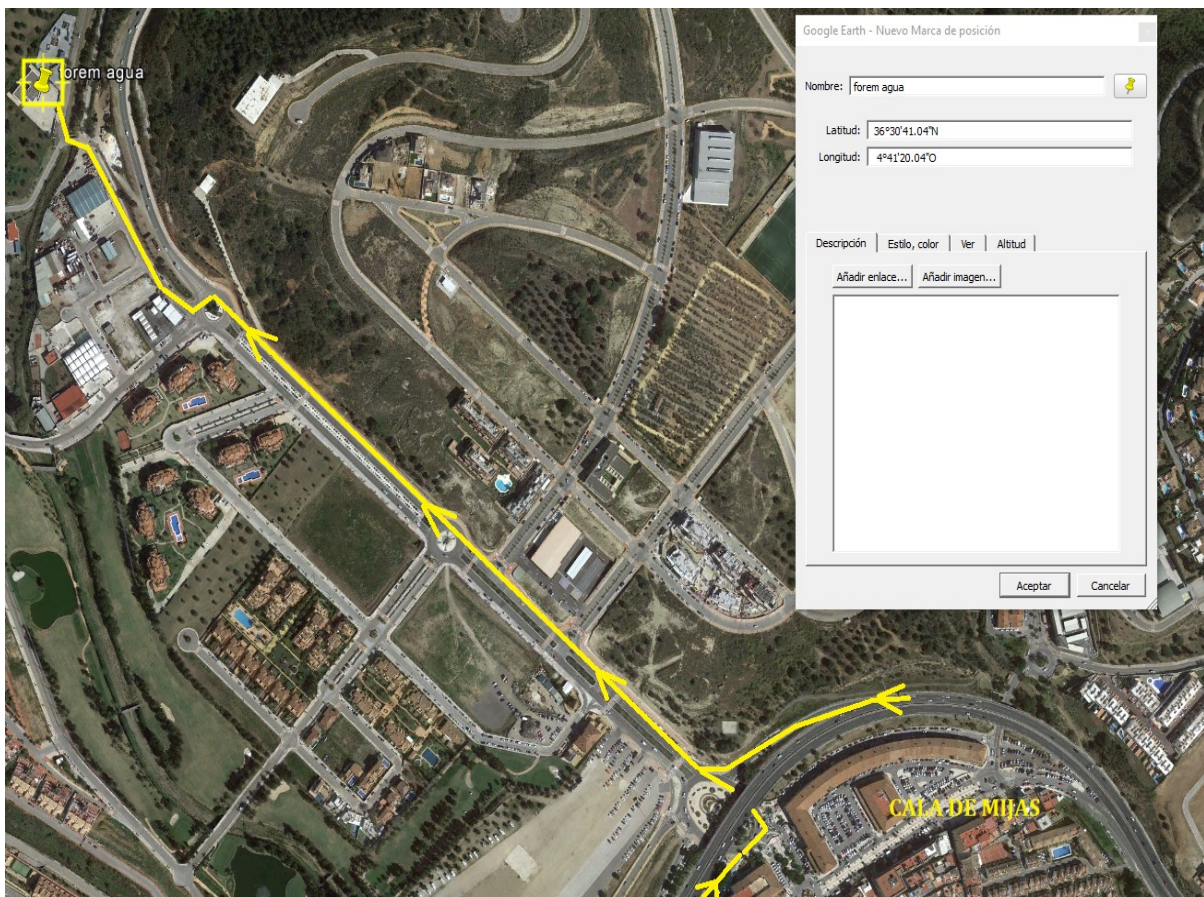 forem agua
Google Earth - Nuevo Marca de posición
Nombre: forem agua
Latitud: 36°30'41.04"N
Longitud: 4°41'20.04"O
Descripción Estilo, color Ver Altitud
Añadir enlace... Añadir imagen...
Aceptar Cancelar
CALA DE MIJAS